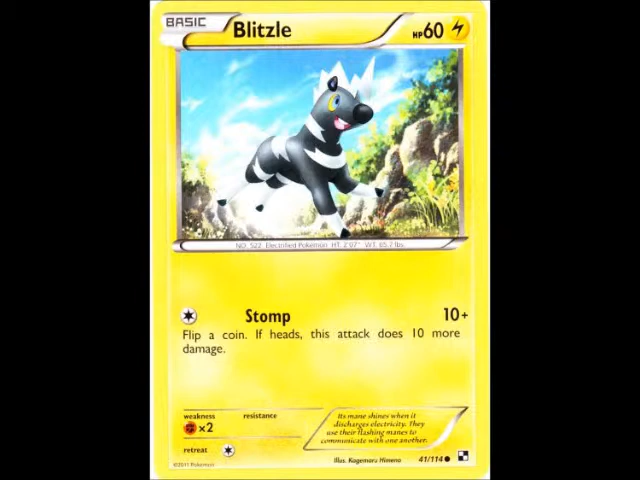 BASIC
Blitzle
HP60
NO. 522 Electrified Pokémon HT. 2'07" WT. 65.7 lbs.
Stomp 10+
Flip a coin. If heads, this attack does 10 more
damage.
weakness resistance
×2
retreat
Its mane shines when it
discharges electricity. They
use their flashing manes to
communicate with one another.
Illus. Kagemaru Himeno 41/114
©2011 Pokémon